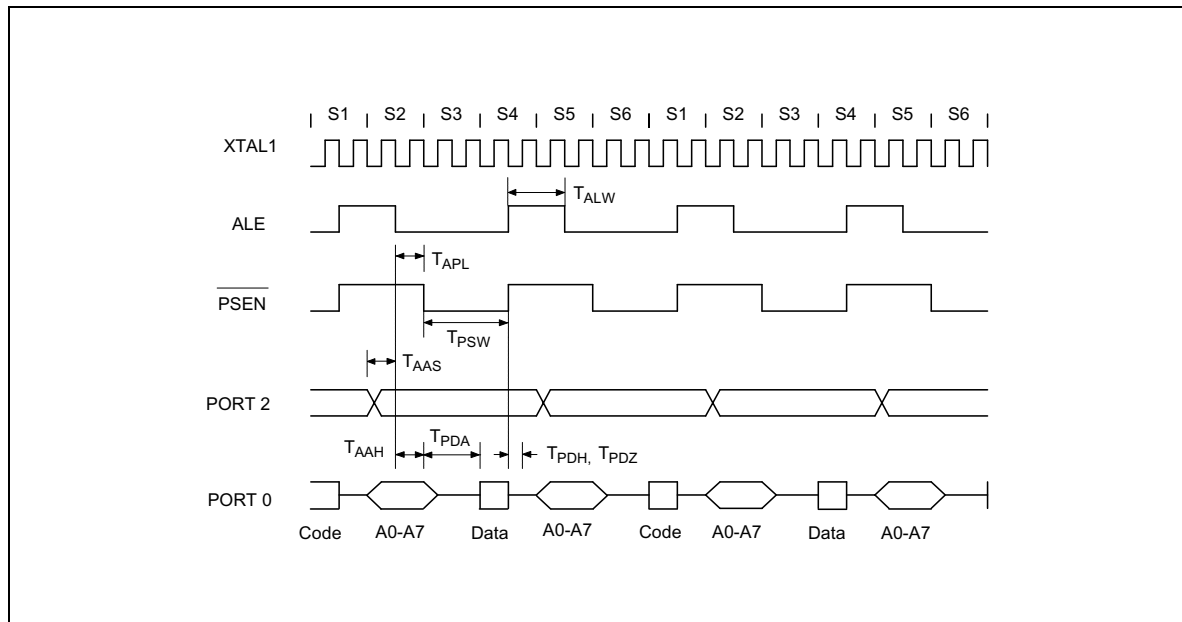 S1 S2 S3 S4 S5 S6 S1 S2 S3 S4 S5 S6
XTAL1
TALW
ALE
TAPL
PSEN
TPSW
TAAS
PORT 2
TAAH TPDA TPDH, TPDZ
PORT 0
Code A0-A7 Data A0-A7 Code A0-A7 Data A0-A7